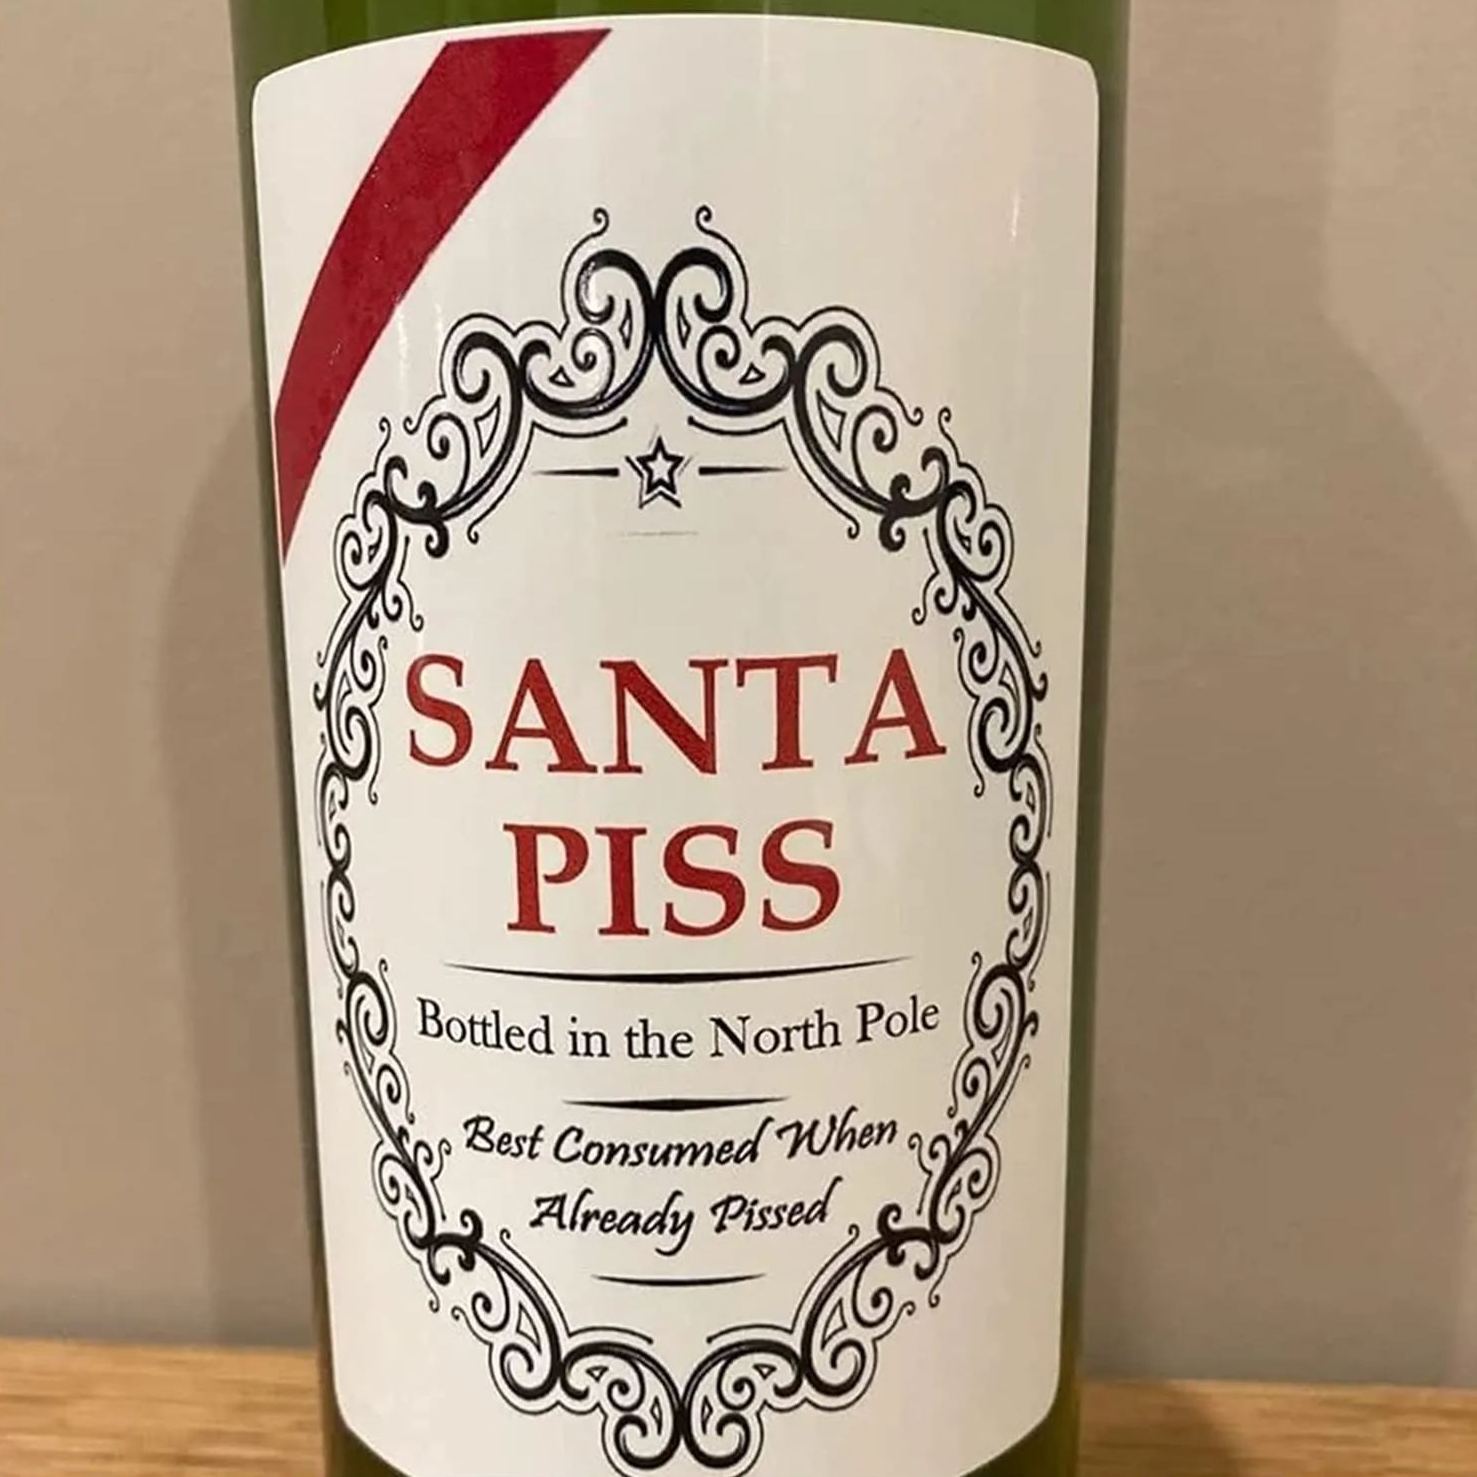 SANTA
PISS
Bottled in the North Pole
Best Consumed When
Already Pissed